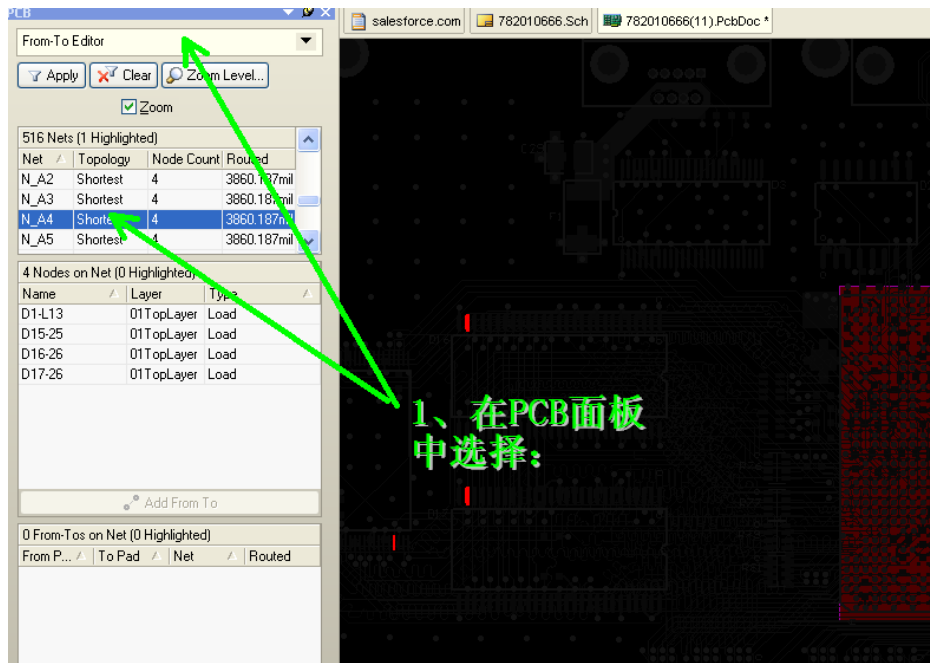 PCB
salesforce.com
782010666.Sch
782010666(11).PcbDoc *
From-To Editor
Apply
Clear
Zoom Level...
Zoom
516 Nets (1 Highlighted)
Net Topology Node Count Routed
N_A2 Shortest 4 3860.187mil
N_A3 Shortest 4 3860.187mil
N_A4 Shortest 4 3860.187mil
N_A5 Shortest 4 3860.187mil
4 Nodes on Net (0 Highlighted)
Name Layer Type
D1-L13 01TopLayer Load
D15-25 01TopLayer Load
D16-26 01TopLayer Load
D17-26 01TopLayer Load
1、在PCB面板
中选择：
Add From To
0 From-Tos on Net (0 Highlighted)
From P... To Pad Net Routed